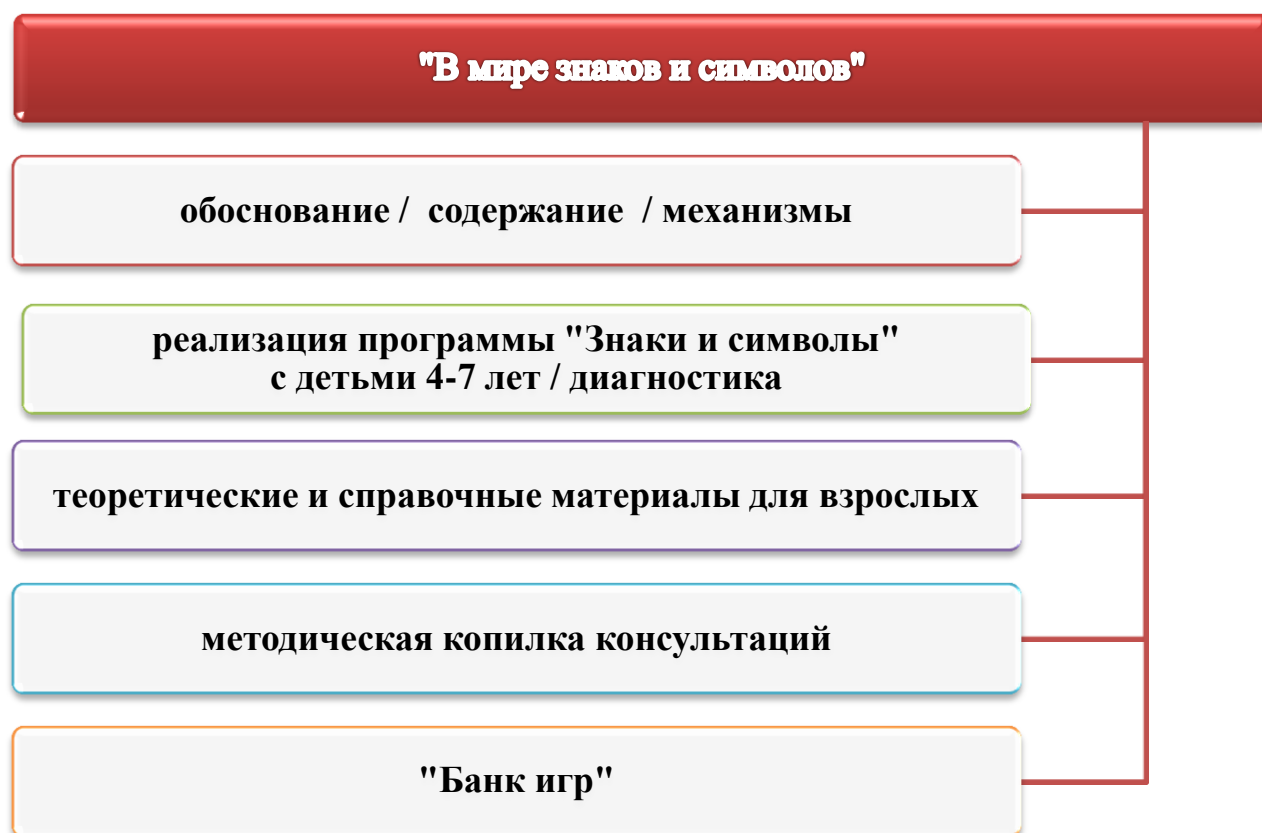 "В мире знаков и символов"
обоснование /  содержание  / механизмы
реализация программы "Знаки и символы"
с детьми 4-7 лет / диагностика
теоретические и справочные материалы для взрослых
методическая копилка консультаций
"Банк игр"